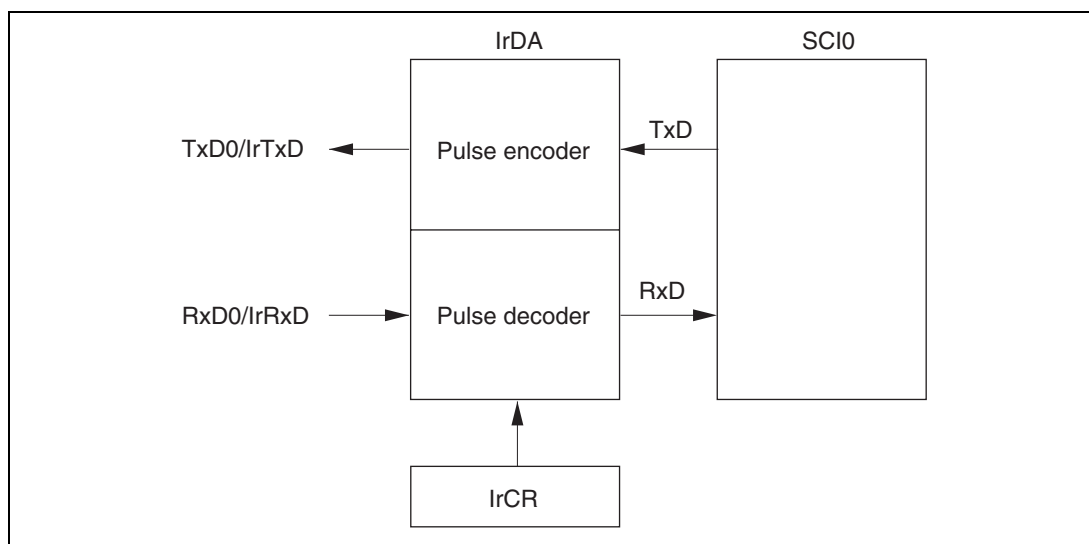 IrDA
SCI0
TxD0/IrTxD
Pulse encoder
TxD
RxD0/IrRxD
Pulse decoder
RxD
IrCR